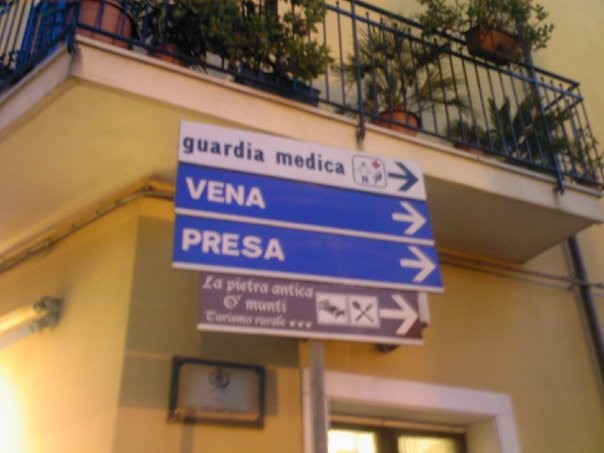 guardia medica
VENA
PRESA
La pietra antica
O' munti
Turismo rurale